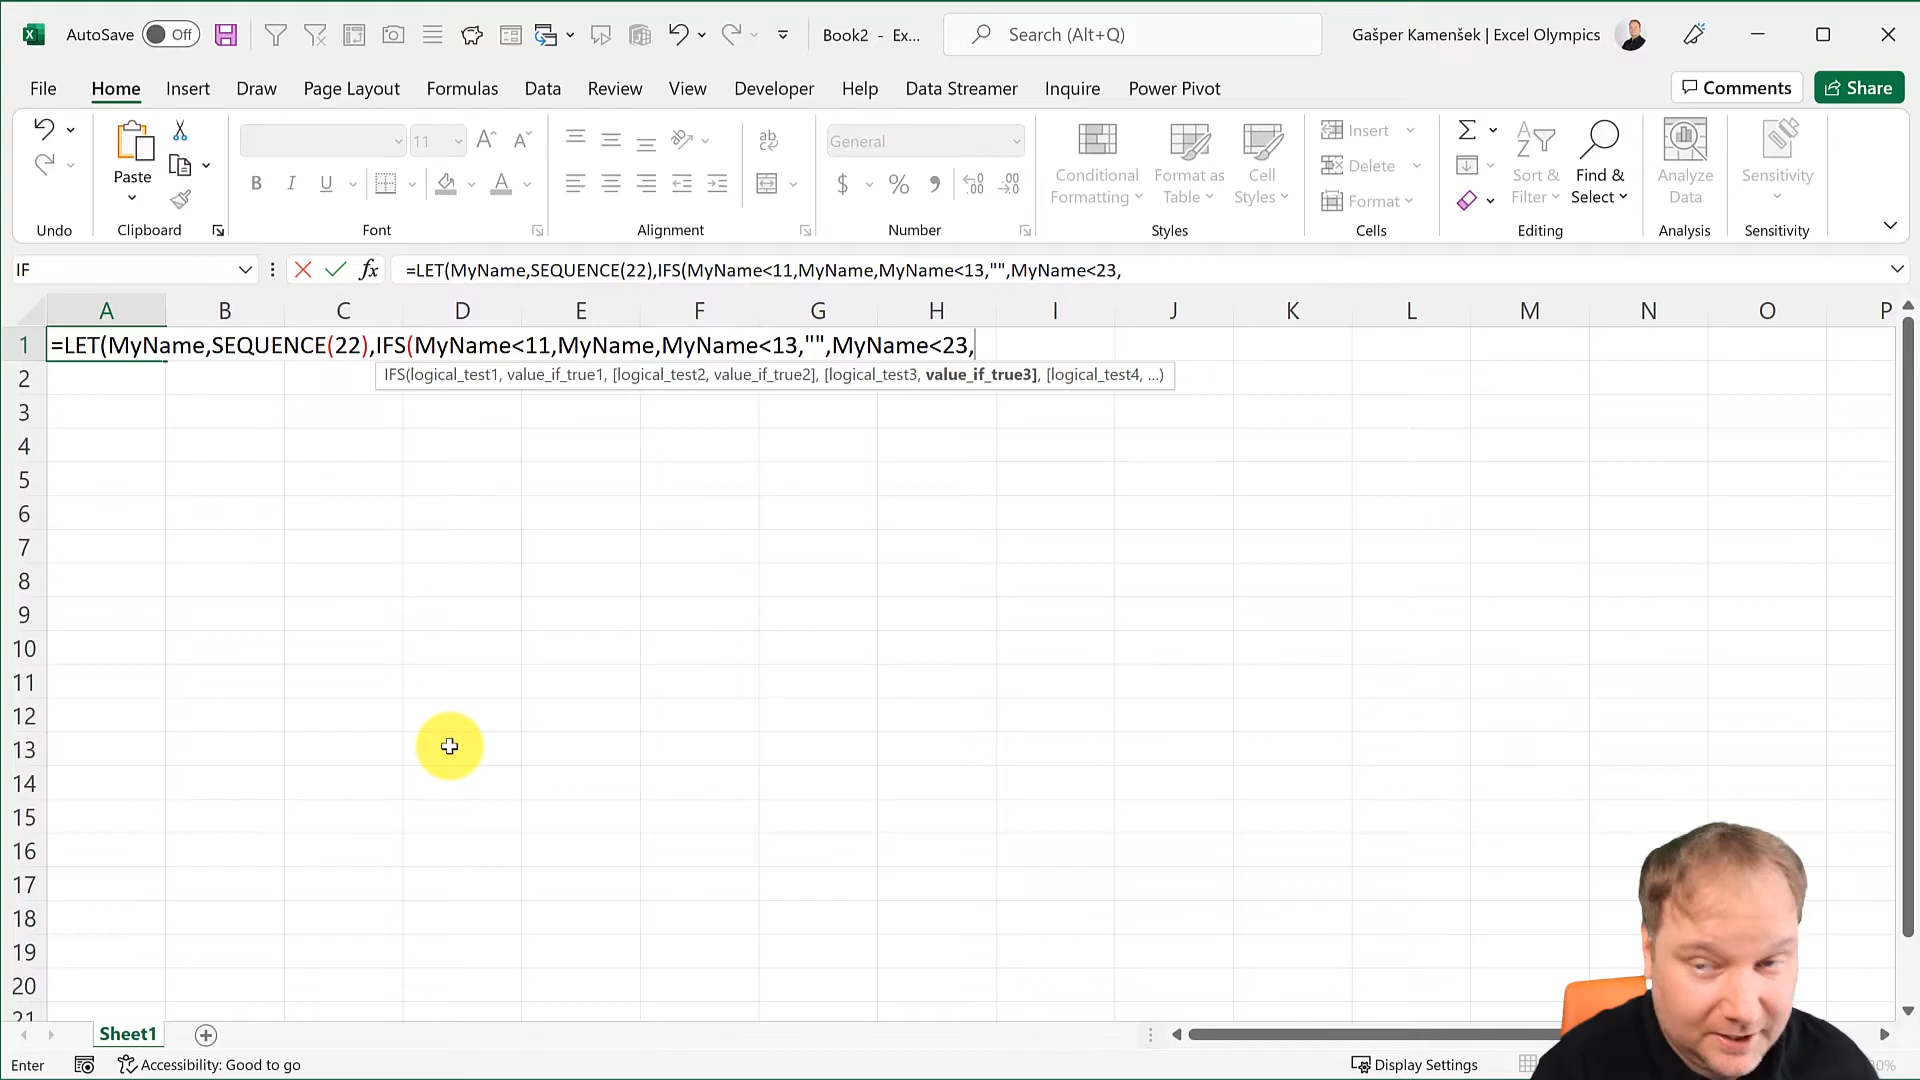 AutoSave Off Book2 - Ex... Search (Alt+Q) Gašper Kamenšek | Excel Olympics
File Home Insert Draw Page Layout Formulas Data Review View Developer Help Data Streamer Inquire Power Pivot Comments Share
11 General Insert
Paste Conditional Format as Cell Delete Sort & Find & Analyze Sensitivity
B I U $ % Formatting Table Styles Format Filter Select Data
Undo Clipboard Font Alignment Number Styles Cells Editing Analysis Sensitivity
IF fx =LET(MyName,SEQUENCE(22),IFS(MyName<11,MyName,MyName<13,"",MyName<23,
A B C D E F G H I J K L M N O P
1 =LET(MyName,SEQUENCE(22),IFS(MyName<11,MyName,MyName<13,"",MyName<23,
IFS(logical_test1, value_if_true1, [logical_test2, value_if_true2], [logical_test3, value_if_true3], [logical_test4, ...)
2
3
4
5
6
7
8
9
10
11
12
13
14
15
16
17
18
19
20
21
Sheet1
Enter Accessibility: Good to go Display Settings